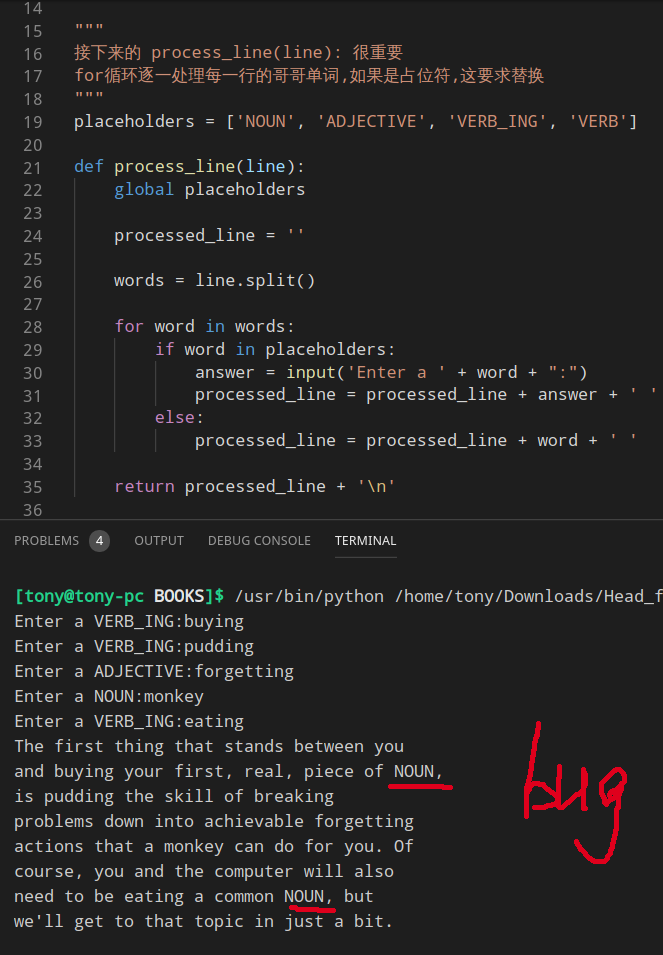 14
15 """
16 接下来的 process_line(line): 很重要
17 for循环逐一处理每一行的哥哥单词,如果是占位符,这要求替换
18 """
19 placeholders = ['NOUN', 'ADJECTIVE', 'VERB_ING', 'VERB']
20
21 def process_line(line):
22 global placeholders
23
24 processed_line = ''
25
26 words = line.split()
27
28 for word in words:
29 if word in placeholders:
30 answer = input('Enter a ' + word + ":")
31 processed_line = processed_line + answer + ' '
32 else:
33 processed_line = processed_line + word + ' '
34
35 return processed_line + '\n'
36
PROBLEMS 4 OUTPUT DEBUG CONSOLE TERMINAL
[tony@tony-pc BOOKS]$ /usr/bin/python /home/tony/Downloads/Head_f
Enter a VERB_ING:buying
Enter a VERB_ING:pudding
Enter a ADJECTIVE:forgetting
Enter a NOUN:monkey
Enter a VERB_ING:eating
The first thing that stands between you
and buying your first, real, piece of NOUN,
is pudding the skill of breaking
problems down into achievable forgetting
actions that a monkey can do for you. Of
course, you and the computer will also
need to be eating a common NOUN, but
we'll get to that topic in just a bit.
bug